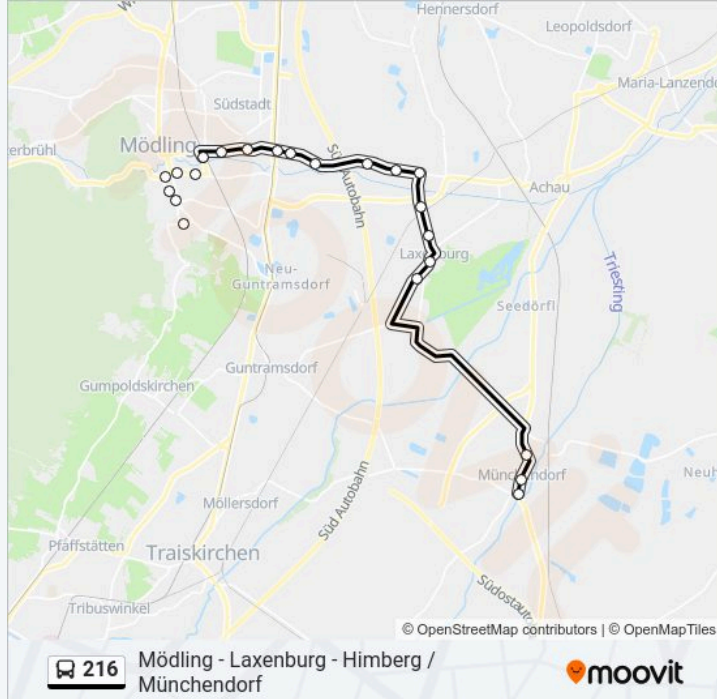 Hennersdorf
Leopoldsdorf
Maria-Lanzendo
Südstadt
Mödling
erbrühl
Süd Autobahn
Achau
Laxenburg
Triesting
Neu-
Guntramsdorf
Seedörfl
Guntramsdorf
Gumpoldskirchen
Münchendorf
Neuh
Möllersdorf
Süd Autobahn
Pfaffstätten
Traiskirchen
Südostauto
Tribuswinkel
© OpenStreetMap contributors | © OpenMapTiles
216
Mödling - Laxenburg - Himberg /
Münchendorf
moovit